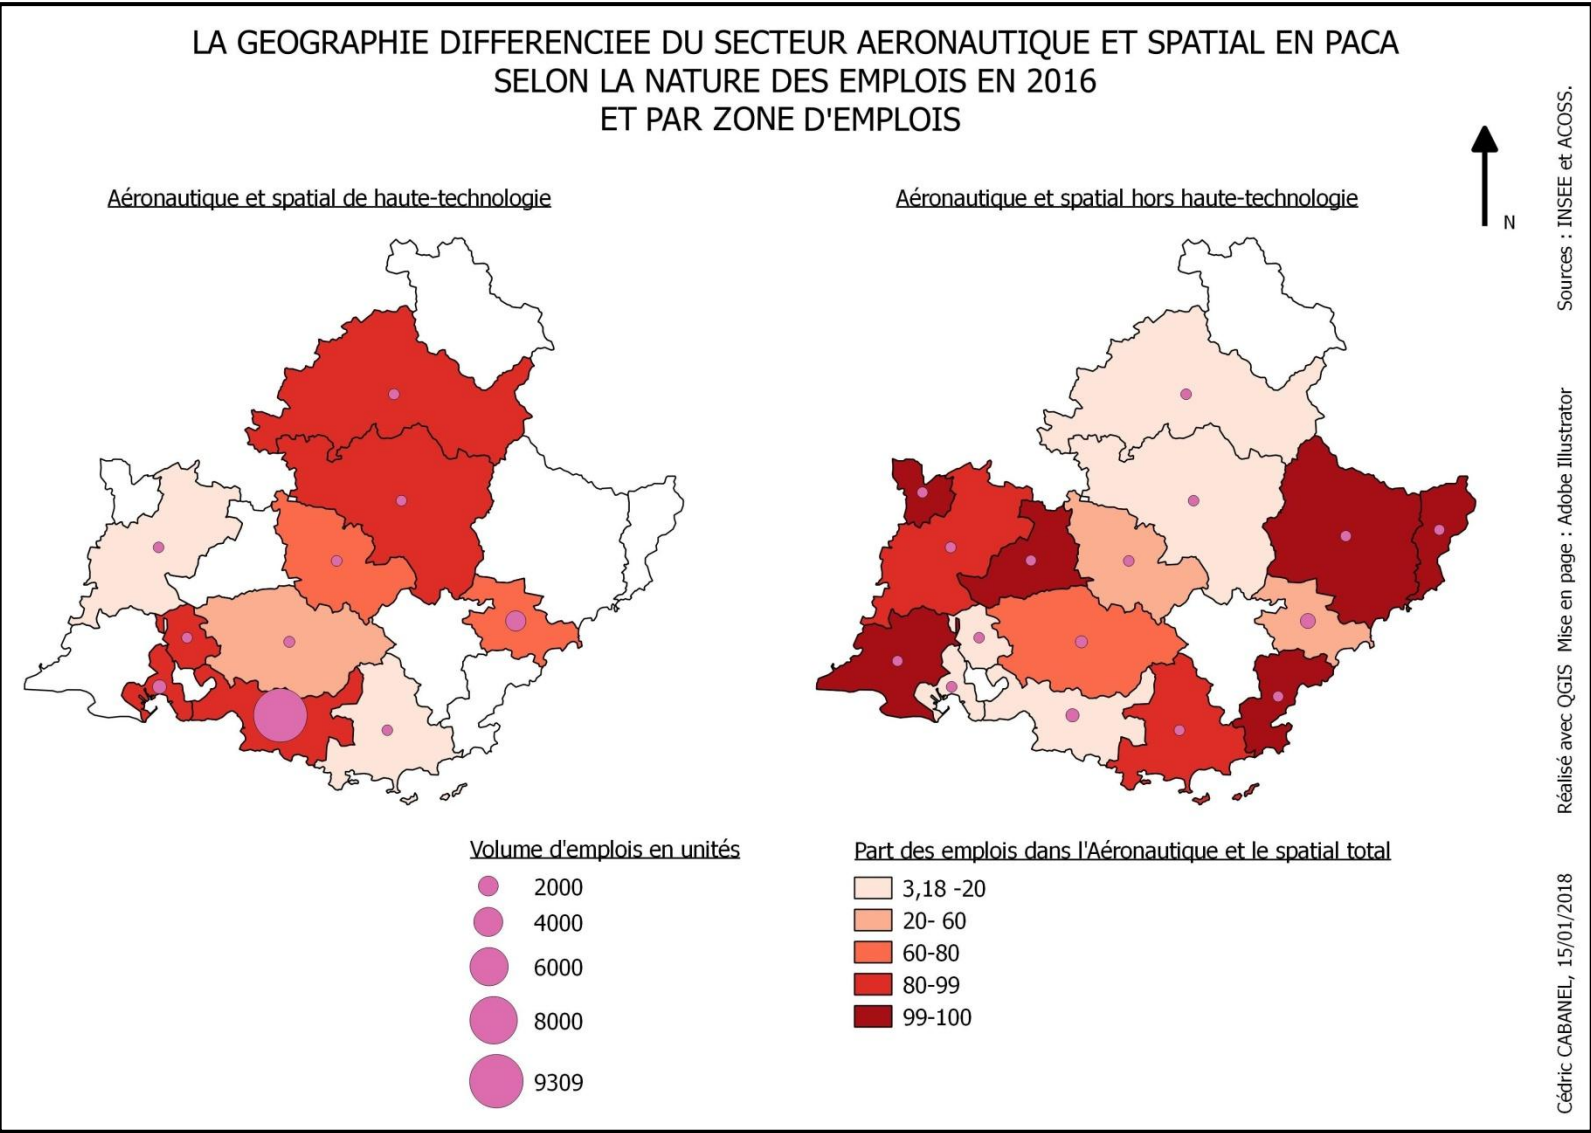 LA GEOGRAPHIE DIFFERENCIEE DU SECTEUR AERONAUTIQUE ET SPATIAL EN PACA
SELON LA NATURE DES EMPLOIS EN 2016
ET PAR ZONE D'EMPLOIS
Aéronautique et spatial de haute-technologie
Aéronautique et spatial hors haute-technologie
N
Volume d'emplois en unités
2000
4000
6000
8000
9309
Part des emplois dans l'Aéronautique et le spatial total
3,18 -20
20- 60
60-80
80-99
99-100
Cédric CABANEL, 15/01/2018 Réalisé avec QGIS Mise en page : Adobe Illustrator Sources : INSEE et ACOSS.